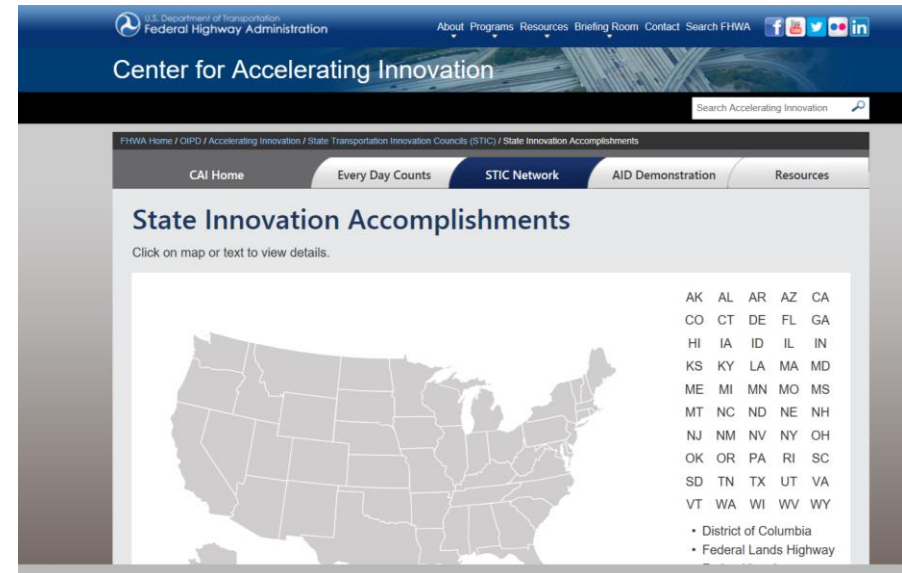 U.S. Department of Transportation
Federal Highway Administration
About Programs Resources Briefing Room Contact Search FHWA
Center for Accelerating Innovation
Search Accelerating Innovation
FHWA Home / OIPD / Accelerating Innovation / State Transportation Innovation Councils (STIC) / State Innovation Accomplishments
CAI Home Every Day Counts STIC Network AID Demonstration Resources
State Innovation Accomplishments
Click on map or text to view details.
AK AL AR AZ CA
CO CT DE FL GA
HI IA ID IL IN
KS KY LA MA MD
ME MI MN MO MS
MT NC ND NE NH
NJ NM NV NY OH
OK OR PA RI SC
SD TN TX UT VA
VT WA WI WV WY
• District of Columbia
• Federal Lands Highway